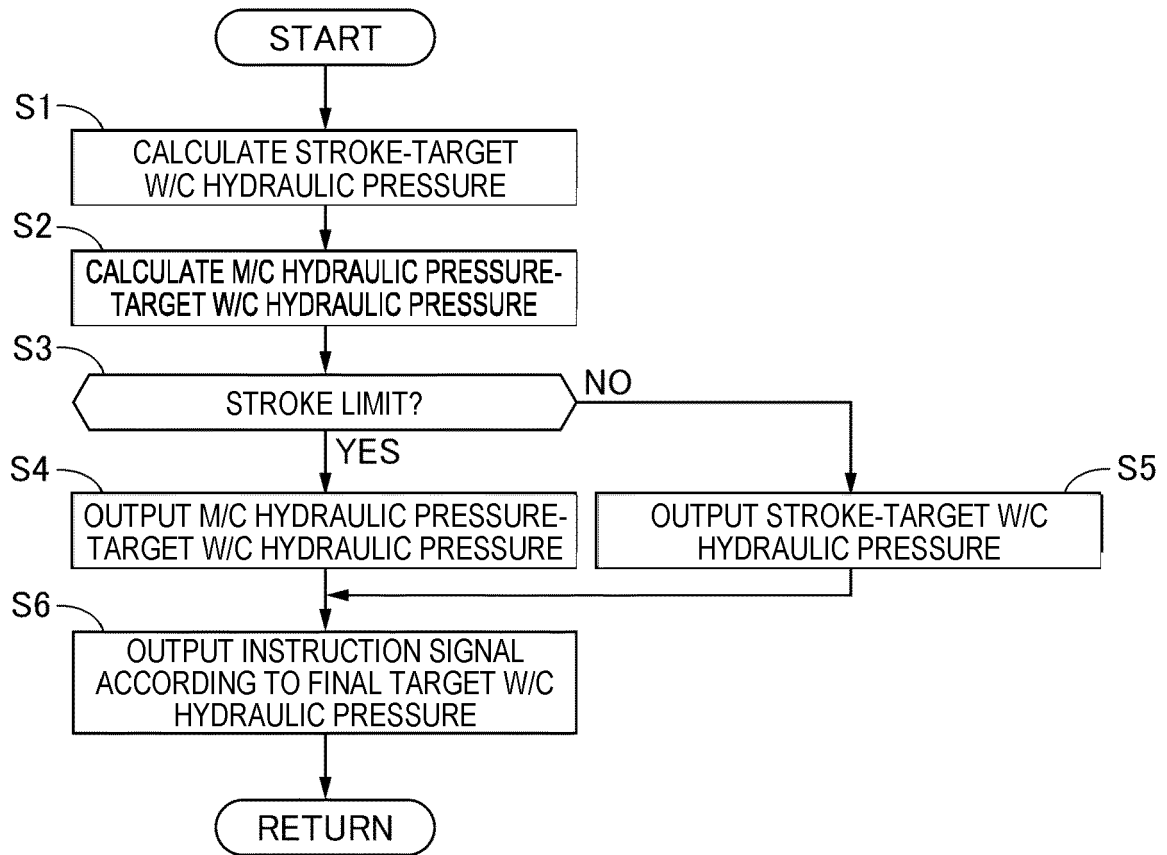 START
S1
CALCULATE STROKE-TARGET
W/C HYDRAULIC PRESSURE
S2
CALCULATE M/C HYDRAULIC PRESSURE-
TARGET W/C HYDRAULIC PRESSURE
S3
STROKE LIMIT?
NO
YES
S4
OUTPUT M/C HYDRAULIC PRESSURE-
TARGET W/C HYDRAULIC PRESSURE
S5
OUTPUT STROKE-TARGET W/C
HYDRAULIC PRESSURE
S6
OUTPUT INSTRUCTION SIGNAL
ACCORDING TO FINAL TARGET W/C
HYDRAULIC PRESSURE
RETURN